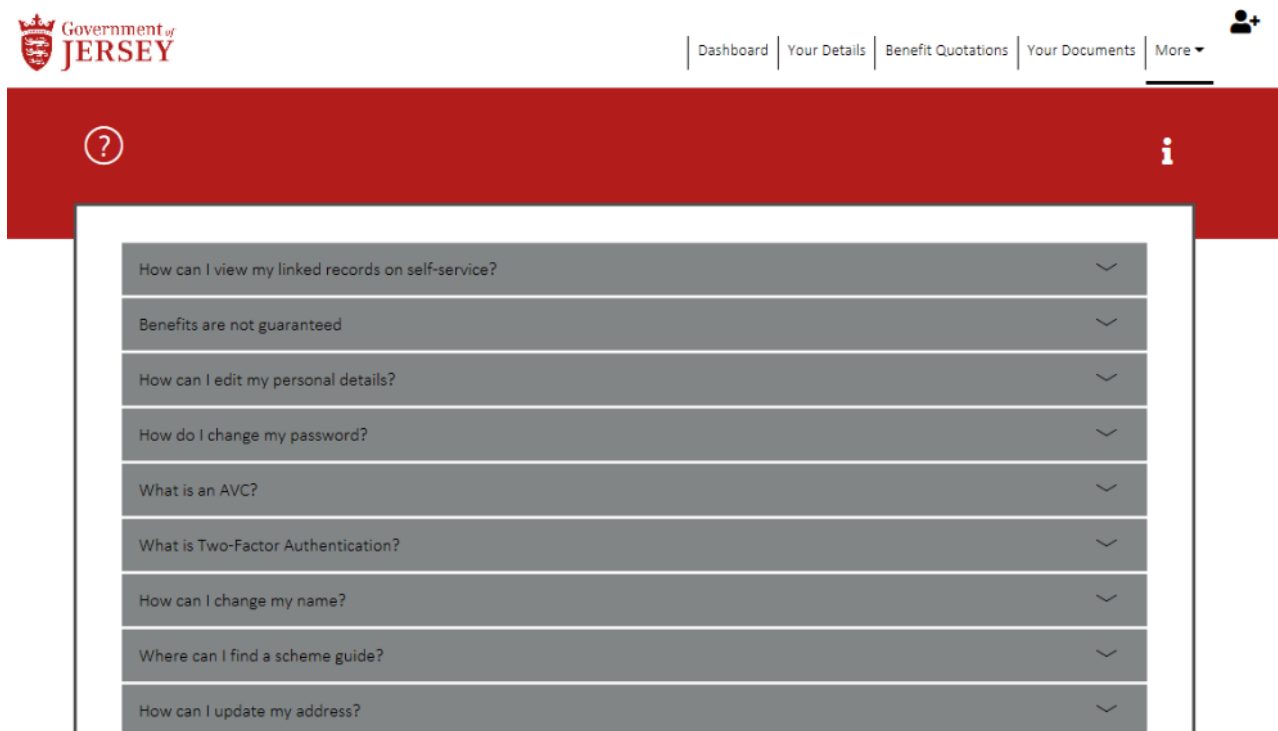 Government of
JERSEY
Dashboard
Your Details
Benefit Quotations
Your Documents
More
?
i
How can I view my linked records on self-service?
Benefits are not guaranteed
How can I edit my personal details?
How do I change my password?
What is an AVC?
What is Two-Factor Authentication?
How can I change my name?
Where can I find a scheme guide?
How can I update my address?